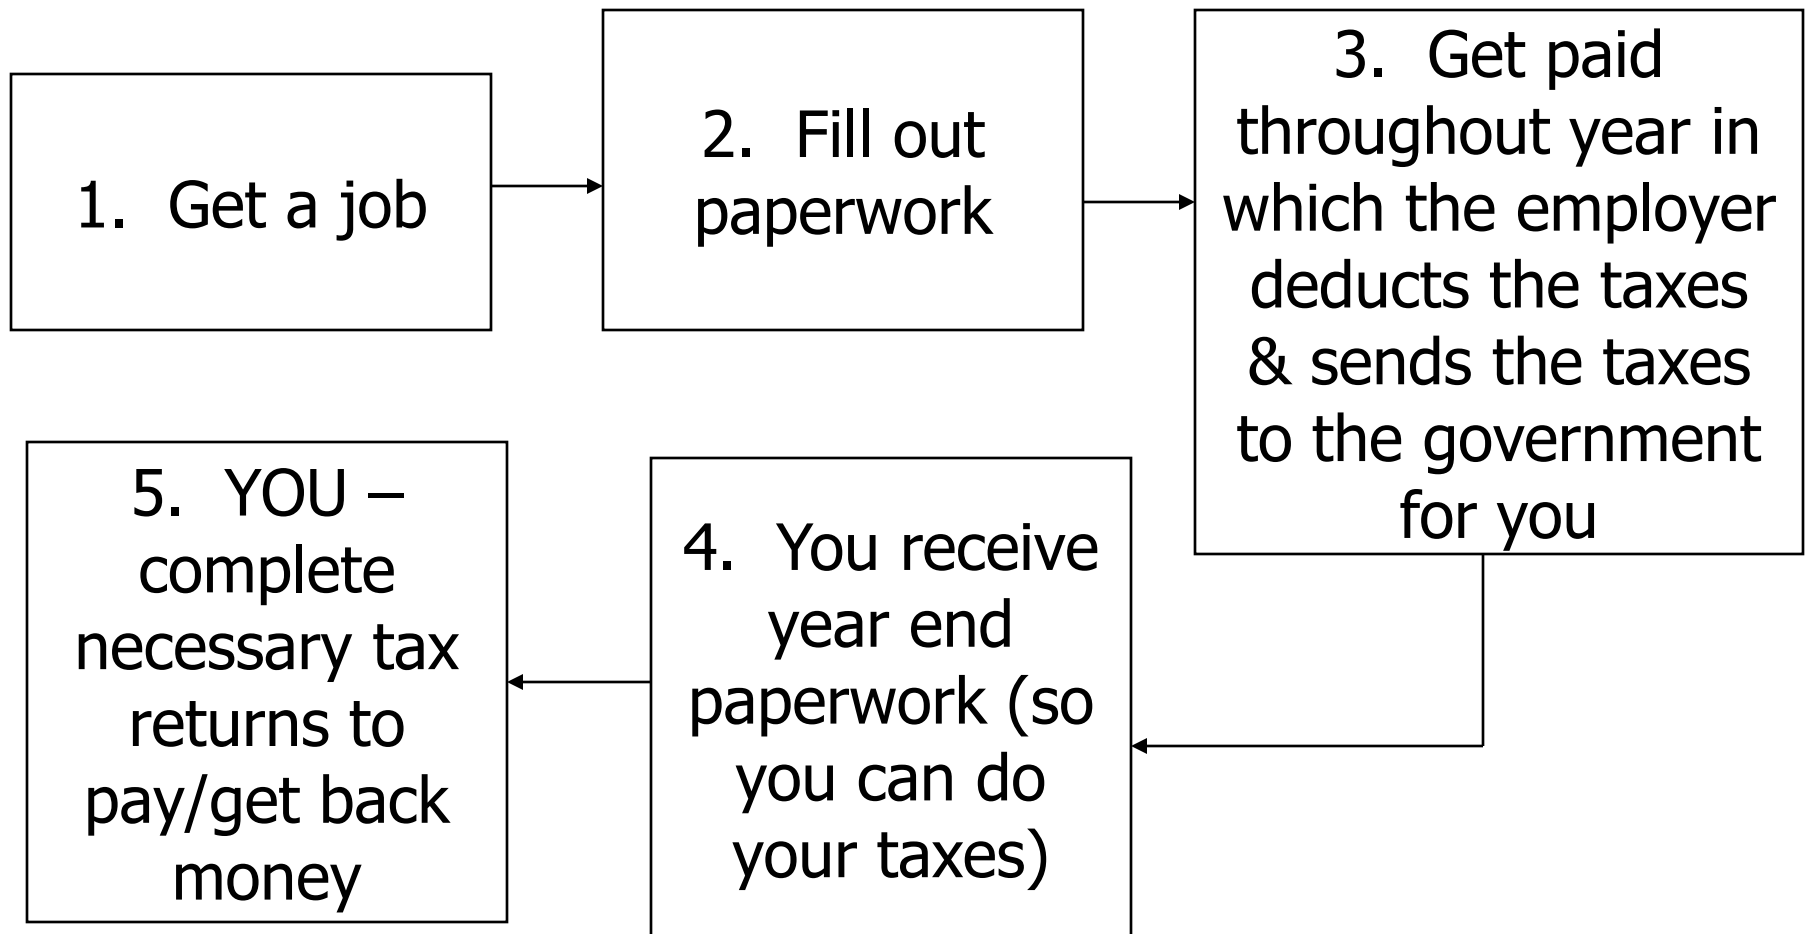 1. Get a job
2. Fill out
paperwork
3. Get paid
throughout year in
which the employer
deducts the taxes
& sends the taxes
to the government
for you
4. You receive
year end
paperwork (so
you can do
your taxes)
5. YOU –
complete
necessary tax
returns to
pay/get back
money